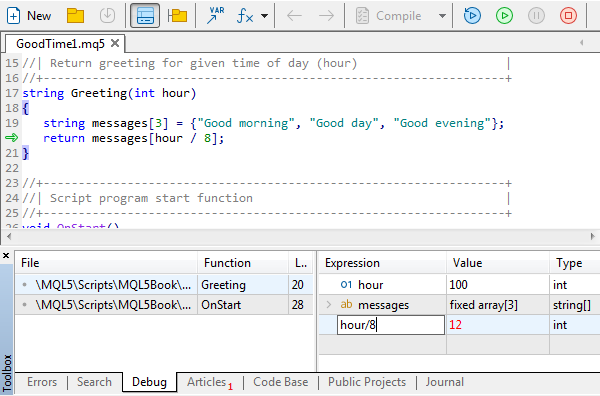 New VAR fx Compile
GoodTime1.mq5
15 //| Return greeting for given time of day (hour) |
16 //+------------------------------------------------------------------+
17 string Greeting(int hour)
18 {
19 string messages[3] = {"Good morning", "Good day", "Good evening"};
return messages[hour / 8];
21 }
22
23 //+------------------------------------------------------------------+
24 //| Script program start function |
25 //+------------------------------------------------------------------+
26 void OnStart()
File Function L.. Expression Value Type
\MQL5\Scripts\MQL5Book\... Greeting 20 01 hour 100 int
\MQL5\Scripts\MQL5Book\... OnStart 28 ab messages fixed array[3] string[]
hour/8 12 int
Toolbox
Errors Search Debug Articles 1 Code Base Public Projects Journal